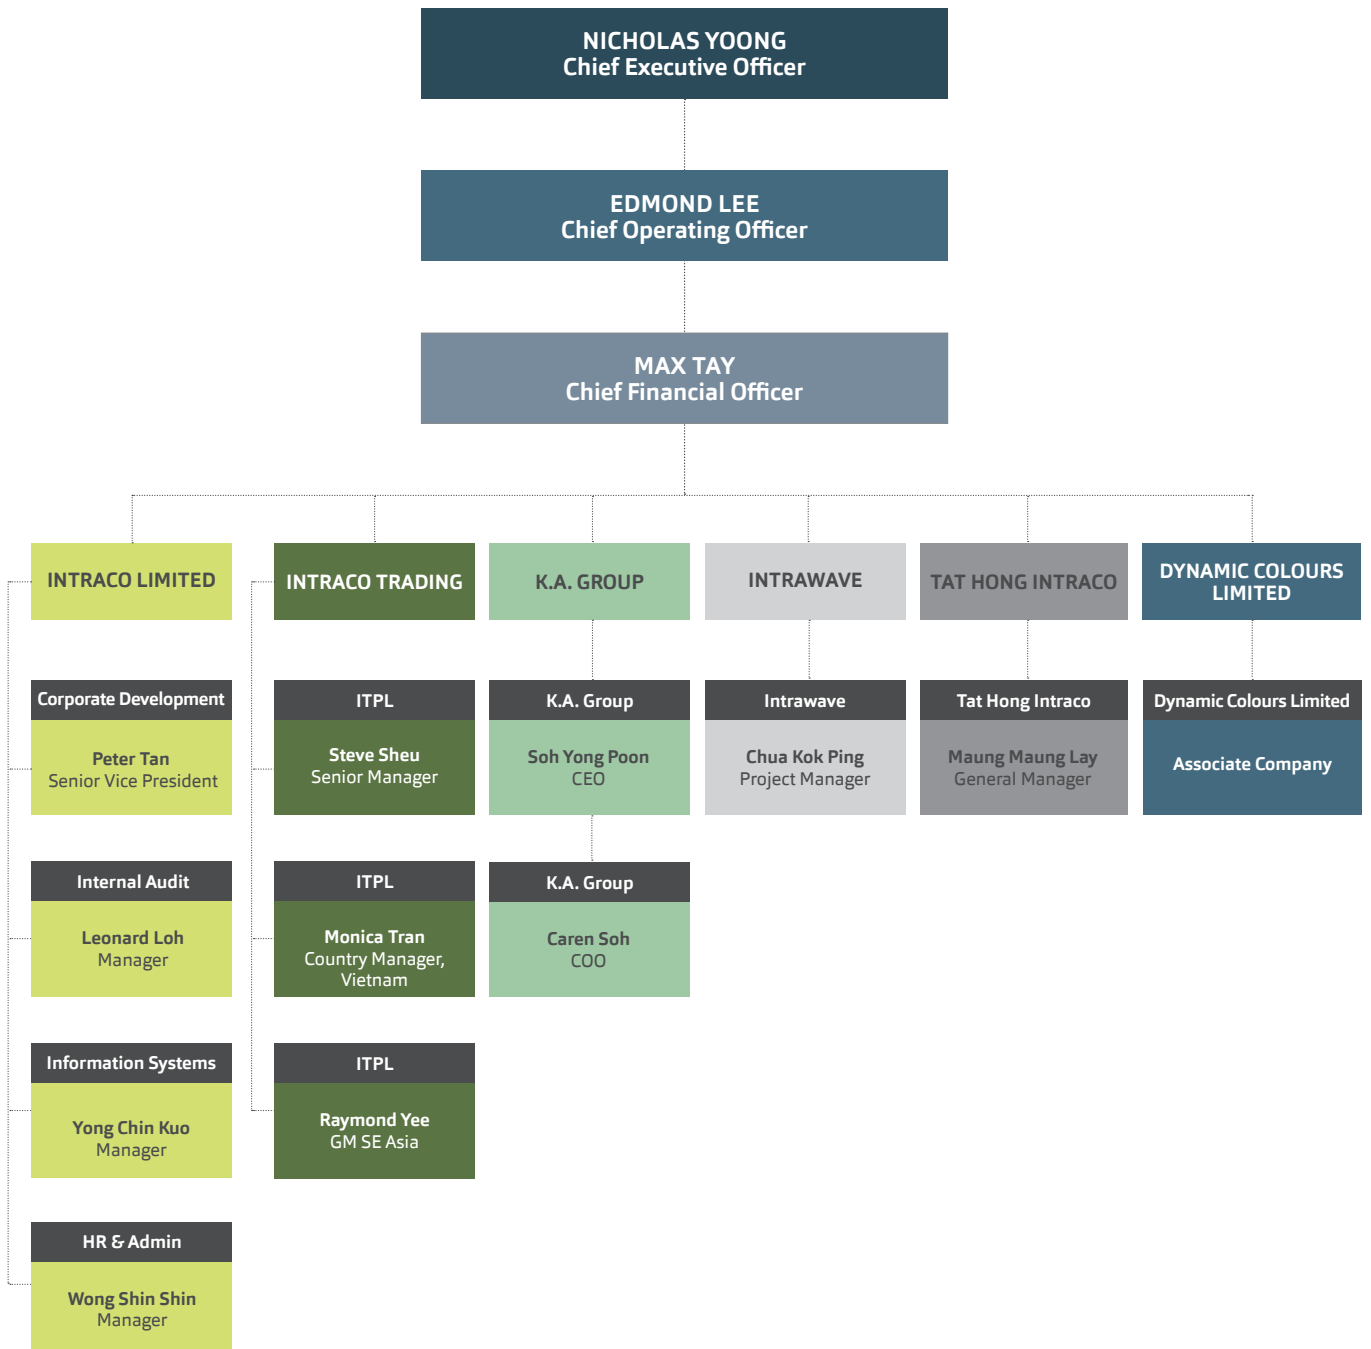 NICHOLAS YOONG
Chief Executive Officer
EDMOND LEE
Chief Operating Officer
MAX TAY
Chief Financial Officer
INTRACO LIMITED
INTRACO TRADING
K.A. GROUP
INTRAWAVE
TAT HONG INTRACO
DYNAMIC COLOURS
LIMITED
Corporate Development
Peter Tan
Senior Vice President
ITPL
Steve Sheu
Senior Manager
K.A. Group
Soh Yong Poon
CEO
Intrawave
Chua Kok Ping
Project Manager
Tat Hong Intraco
Maung Maung Lay
General Manager
Dynamic Colours Limited
Associate Company
Internal Audit
Leonard Loh
Manager
ITPL
Monica Tran
Country Manager,
Vietnam
K.A. Group
Caren Soh
COO
Information Systems
Yong Chin Kuo
Manager
ITPL
Raymond Yee
GM SE Asia
HR & Admin
Wong Shin Shin
Manager